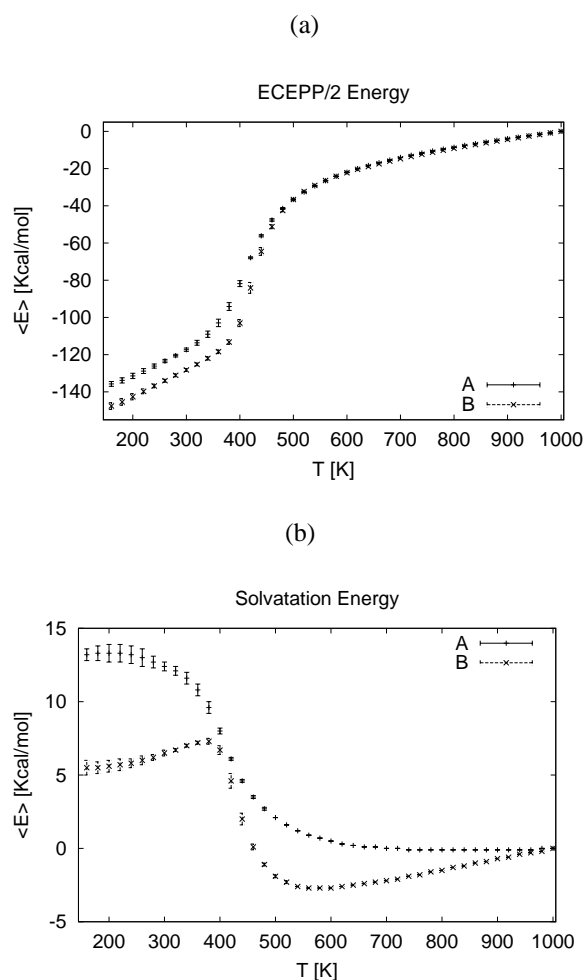 (a)
ECEPP/2 Energy
0
-20
-40
-60
-80
-100
-120
-140
<E> [Kcal/mol]
A
B
200 300 400 500 600 700 800 900 1000
T [K]
(b)
Solvatation Energy
15
10
5
0
-5
<E> [Kcal/mol]
A
B
200 300 400 500 600 700 800 900 1000
T [K]